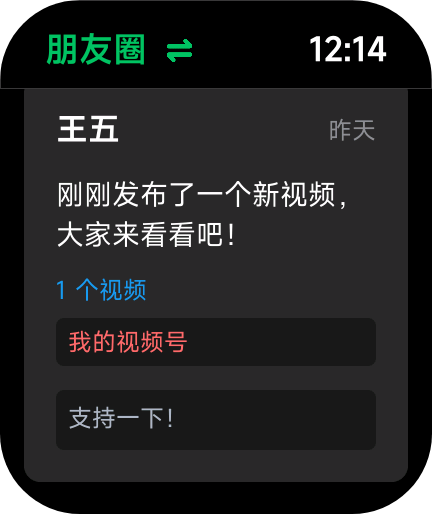 朋友圈 ⇌ 12:14
王五 昨天
刚刚发布了一个新视频，
大家来看看吧！
1 个视频
我的视频号
支持一下！